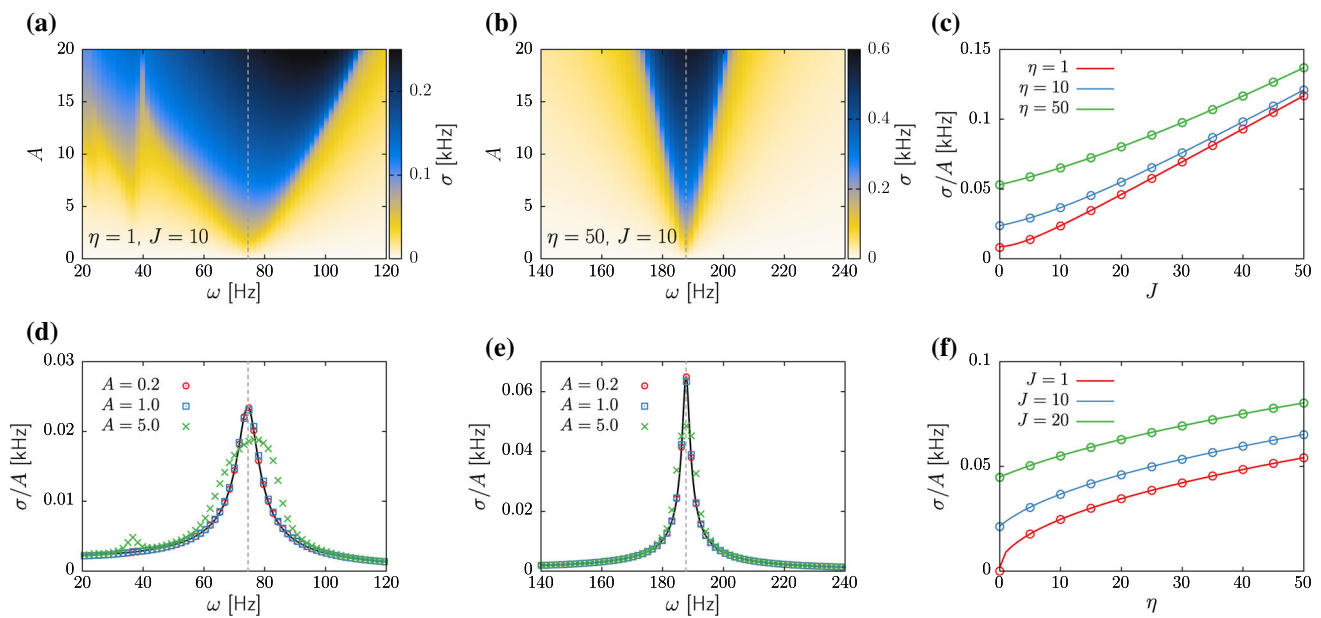 (a)
20
15
10
5
0
A
η = 1, J = 10
20 40 60 80 100 120
ω [Hz]
0.2
0.1
0
σ [kHz]
(b)
20
15
10
5
0
A
η = 50, J = 10
140 160 180 200 220 240
ω [Hz]
0.6
0.4
0.2
0
σ [kHz]
(c)
0.15
0.1
0.05
0
σ/A [kHz]
η = 1
η = 10
η = 50
0 10 20 30 40 50
J
(d)
0.03
0.02
0.01
0
σ/A [kHz]
A = 0.2
A = 1.0
A = 5.0
20 40 60 80 100 120
ω [Hz]
(e)
0.06
0.04
0.02
0
σ/A [kHz]
A = 0.2
A = 1.0
A = 5.0
140 160 180 200 220 240
ω [Hz]
(f)
0.1
0.05
0
σ/A [kHz]
J = 1
J = 10
J = 20
0 10 20 30 40 50
η